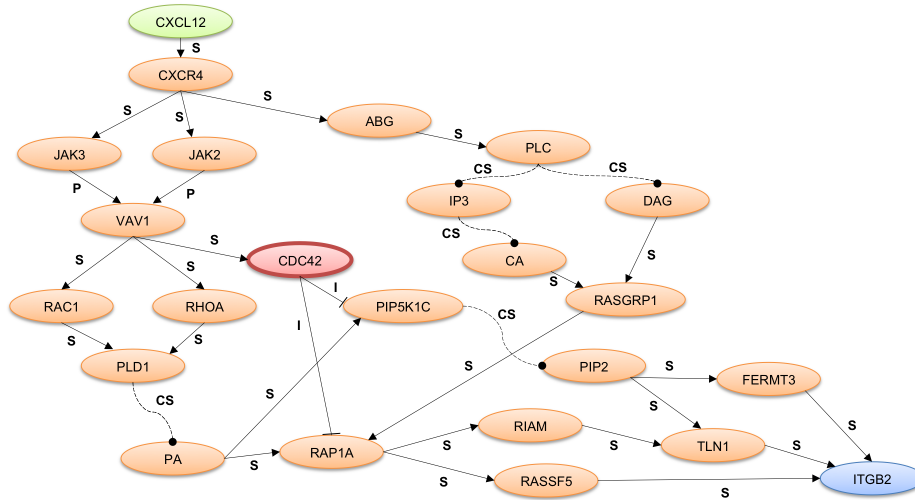 CXCL12
S
CXCR4
S
S
S
ABG
S
JAK3
JAK2
PLC
P
P
CS
CS
IP3
DAG
VAV1
CS
S
S
S
S
CDC42
CA
S
I
RAC1
RHOA
PIP5K1C
RASGRP1
I
CS
S
S
PLD1
PIP2
S
FERMT3
S
S
CS
S
S
RIAM
S
S
S
TLN1
S
PA
S
RAP1A
S
RASSF5
S
ITGB2